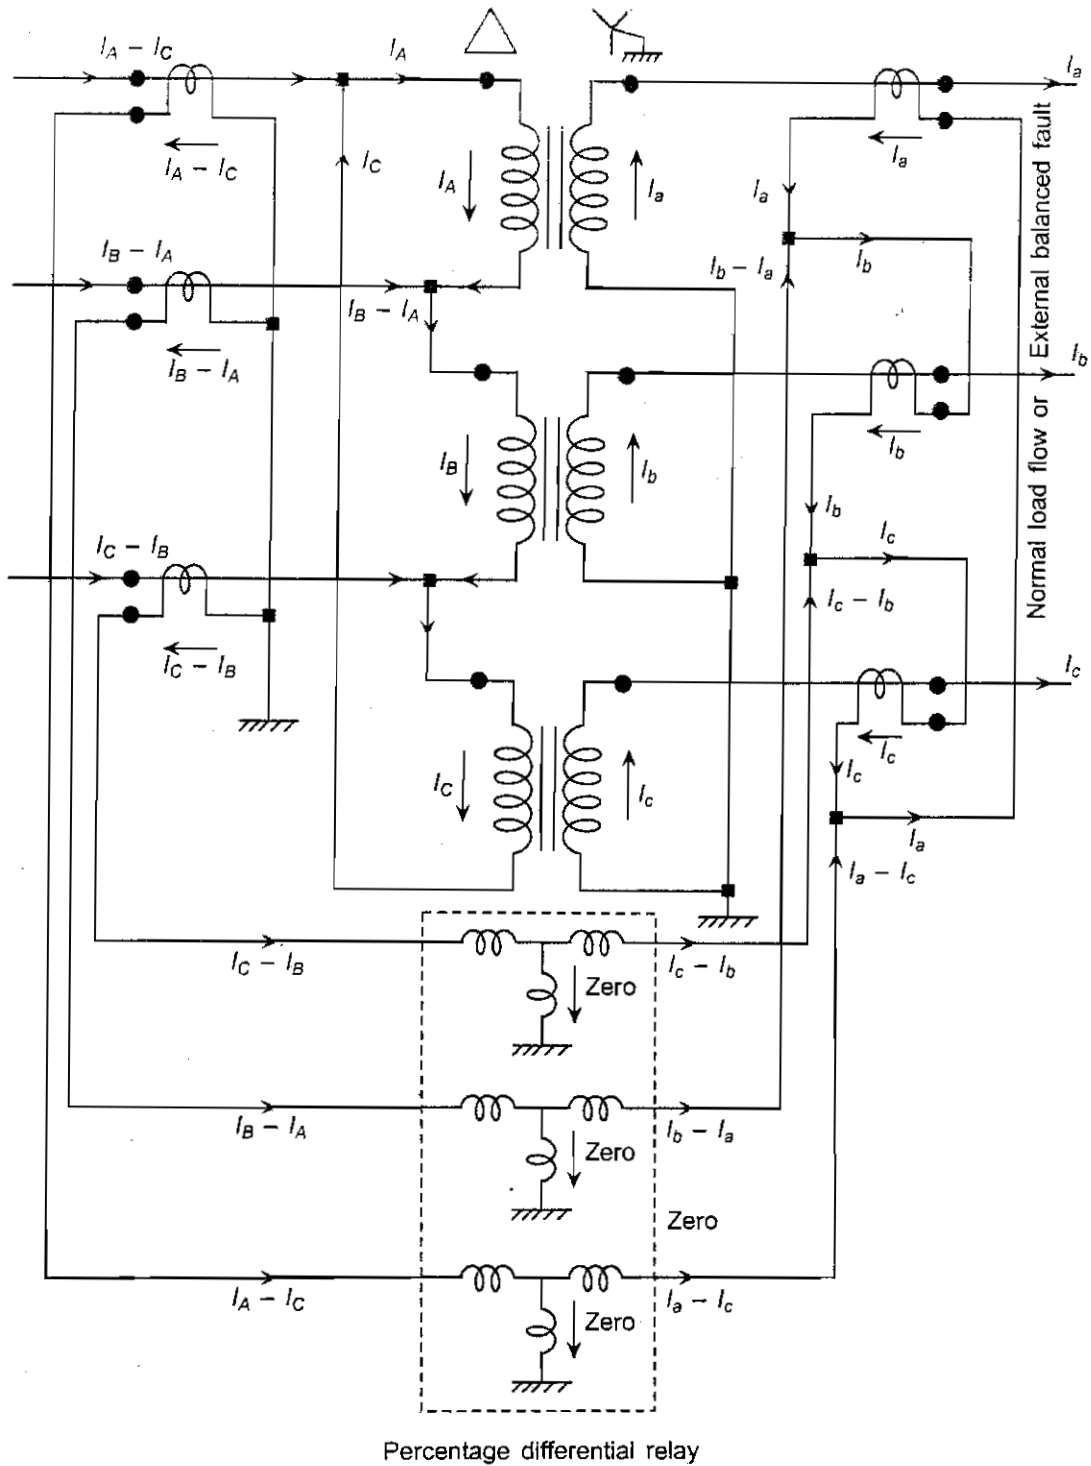 I_A – I_C
I_A
I_a
I_A – I_C
I_C
I_A
I_a
I_a
I_a
I_B – I_A
I_B – I_A
I_b – I_a
I_b
I_B – I_A
I_b
I_B
I_b
I_b
I_b
I_c
I_C – I_B
I_c – I_b
I_C – I_B
I_c
I_C
I_c
I_c
I_c
I_a
I_a – I_c
Normal load flow or External balanced fault
I_C – I_B
I_c – I_b
Zero
I_B – I_A
I_b – I_a
Zero
Zero
I_A – I_C
I_a – I_c
Zero
Percentage differential relay